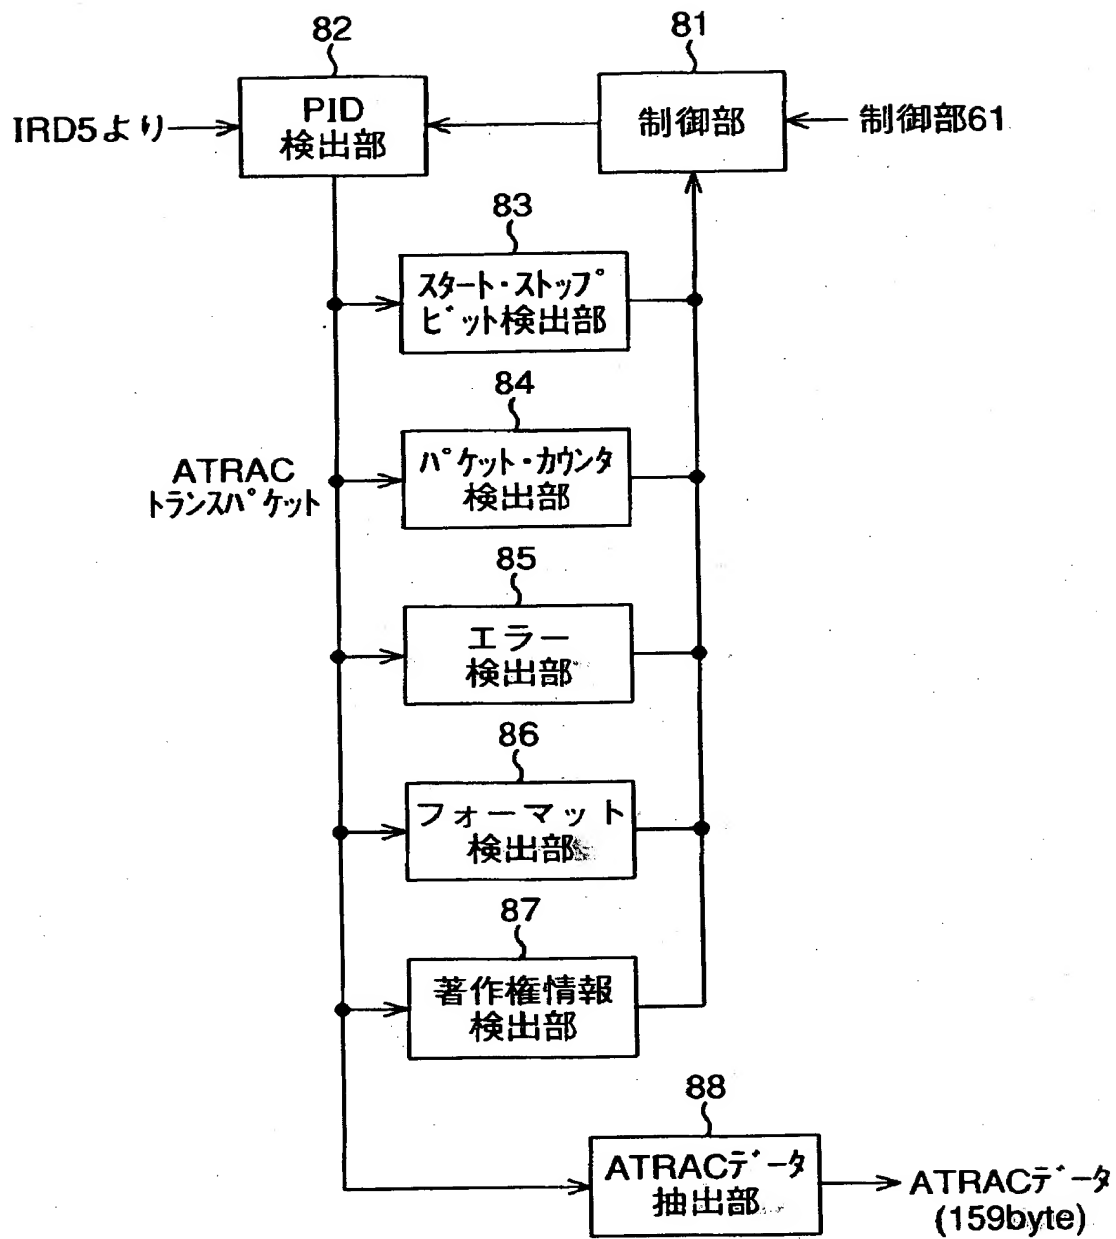 82
81
IRD5より
PID
検出部
制御部
制御部61
83
スタート・ストップ
ビット検出部
84
ATRAC
トランスパケット
パケット・カウンタ
検出部
85
エラー
検出部
86
フォーマット
検出部
87
著作権情報
検出部
88
ATRACデータ
抽出部
ATRACデータ
(159byte)